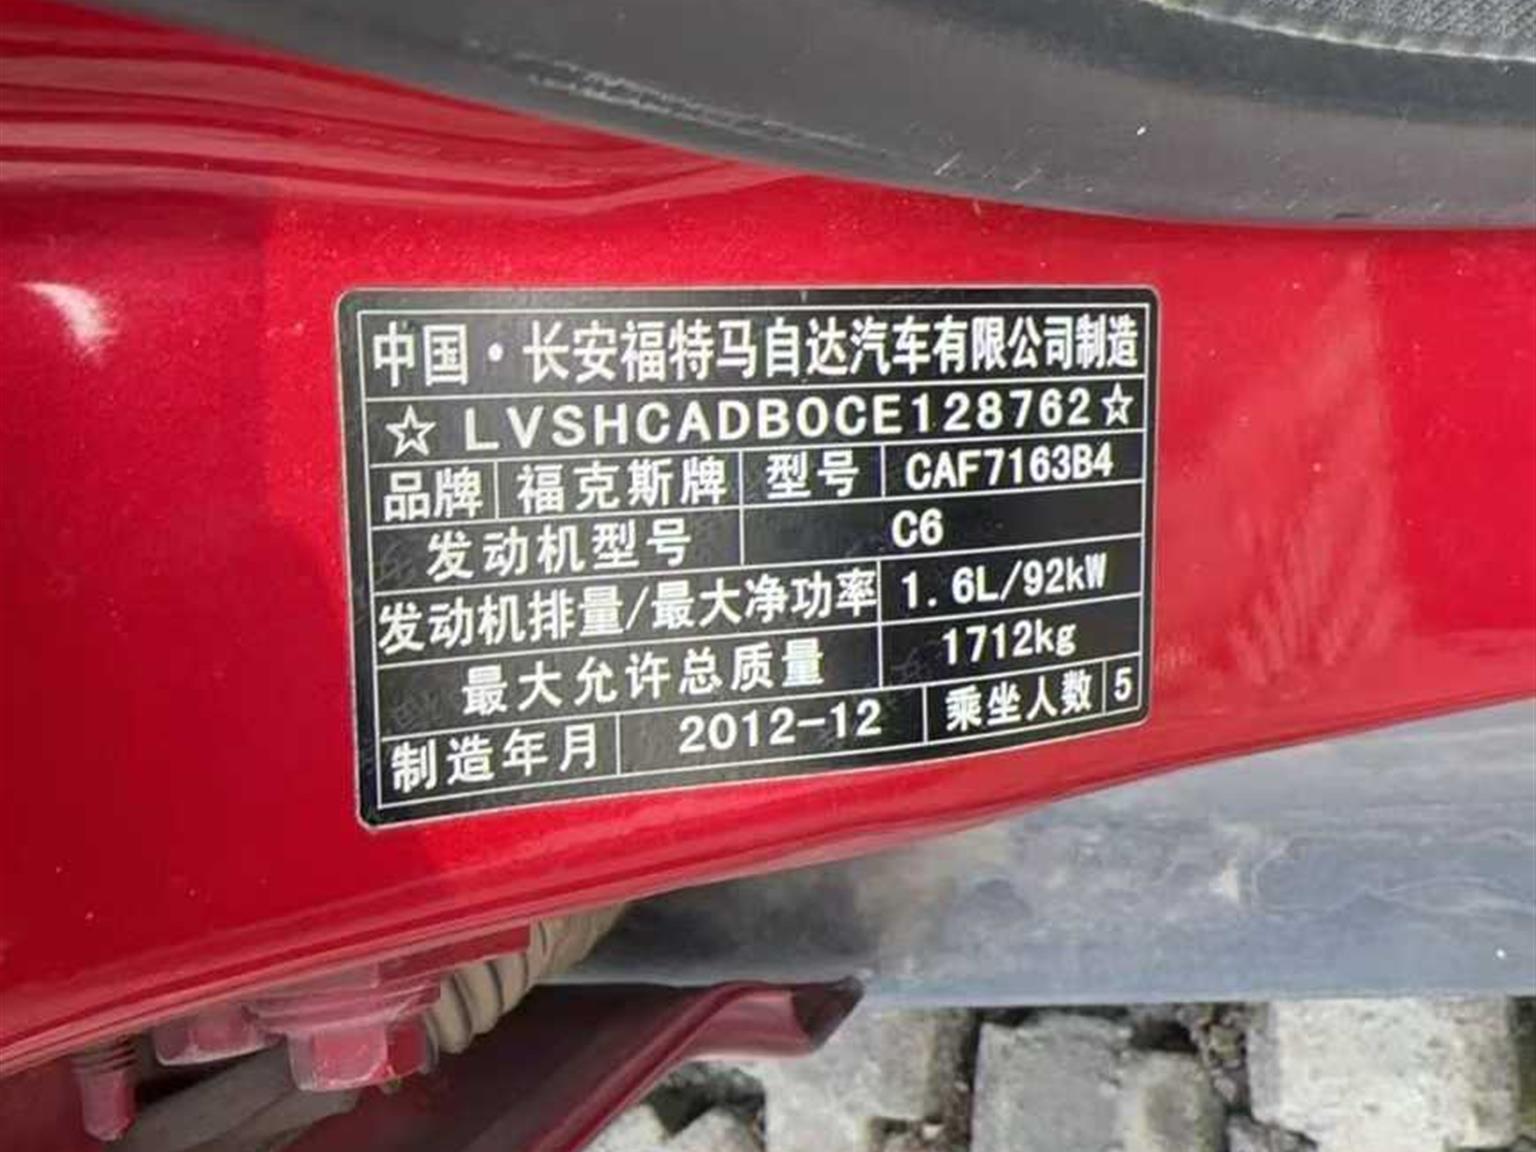 中国·长安福特马自达汽车有限公司制造
☆LVSHCADB0CE128762☆
品牌 福克斯牌 型号 CAF7163B4
发动机型号 C6
发动机排量/最大净功率 1.6L/92kW
最大允许总质量 1712kg
制造年月 2012-12 乘坐人数 5